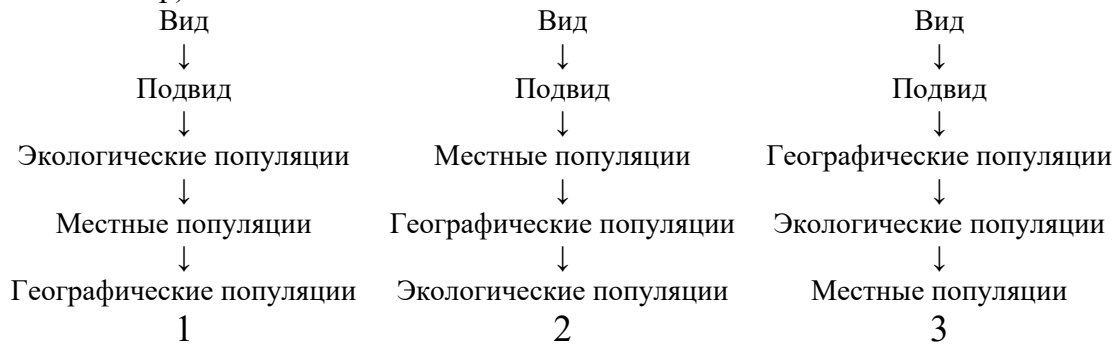 Вид Вид Вид
↓ ↓ ↓
Подвид Подвид Подвид
↓ ↓ ↓
Экологические популяции Местные популяции Географические популяции
↓ ↓ ↓
Местные популяции Географические популяции Экологические популяции
↓ ↓ ↓
Географические популяции Экологические популяции Местные популяции
1 2 3